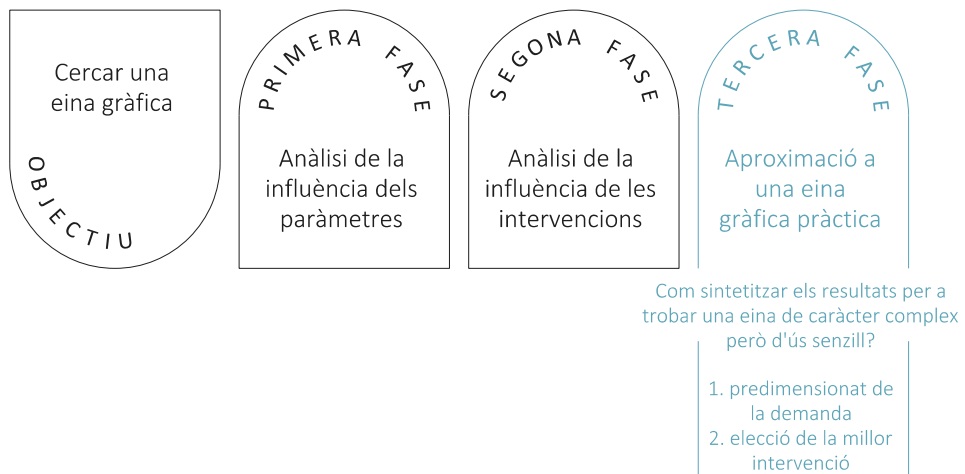 Cercar una
eina gràfica
OBJECTIU
PRIMERA FASE
Anàlisi de la
influència dels
paràmetres
SEGONA FASE
Anàlisi de la
influència de les
intervencions
TERCERA FASE
Aproximació a
una eina
gràfica pràctica
Com sintetitzar els resultats per a
trobar una eina de caràcter complex
però d'ús senzill?
1. predimensionat de
la demanda
2. elecció de la millor
intervenció